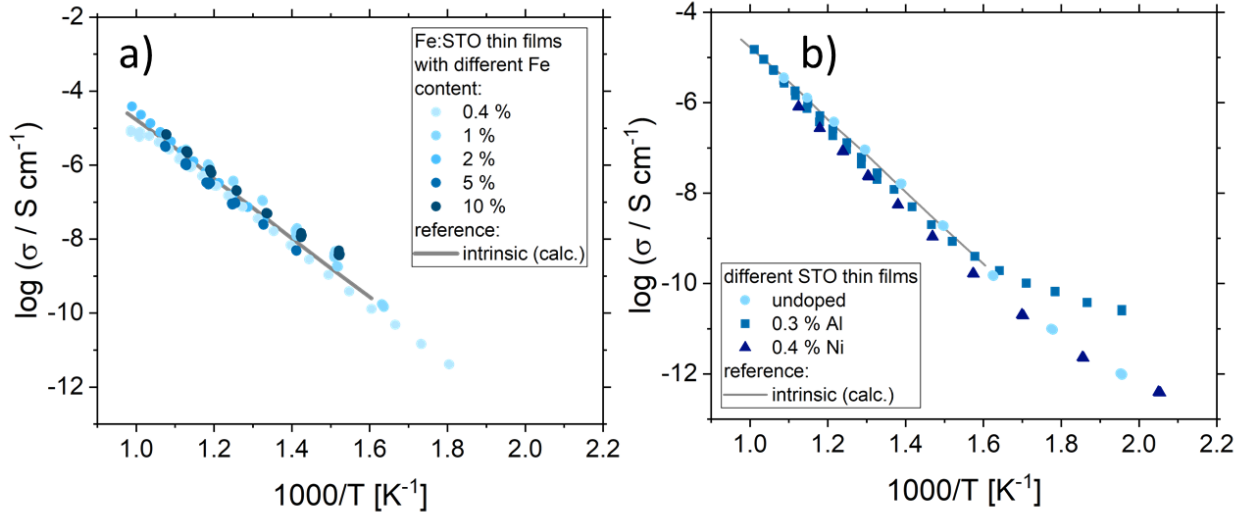 a)
-2
-4
-6
-8
-10
-12
log (σ / S cm⁻¹)
Fe:STO thin films
with different Fe
content:
0.4 %
1 %
2 %
5 %
10 %
reference:
intrinsic (calc.)
1.0 1.2 1.4 1.6 1.8 2.0 2.2
1000/T [K⁻¹]
b)
-4
-6
-8
-10
-12
log (σ / S cm⁻¹)
different STO thin films
undoped
0.3 % Al
0.4 % Ni
reference:
intrinsic (calc.)
1.0 1.2 1.4 1.6 1.8 2.0 2.2
1000/T [K⁻¹]